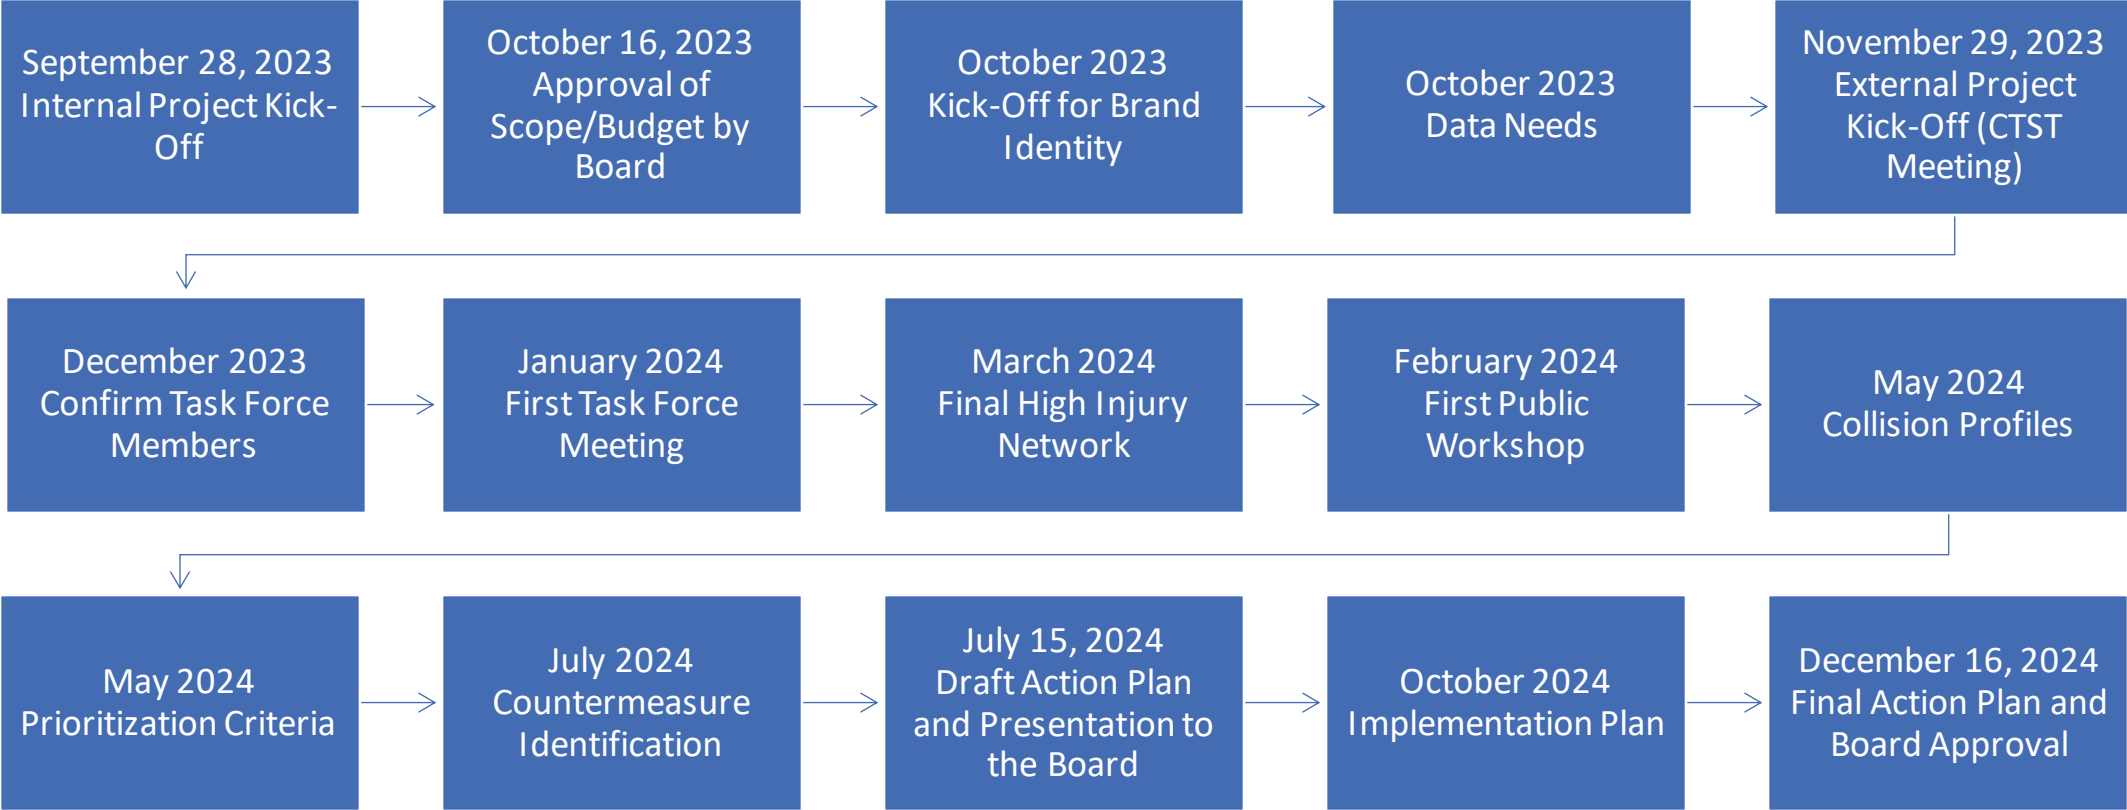 September 28, 2023
Internal Project Kick-
Off
October 16, 2023
Approval of
Scope/Budget by
Board
October 2023
Kick-Off for Brand
Identity
October 2023
Data Needs
November 29, 2023
External Project
Kick-Off (CTST
Meeting)
December 2023
Confirm Task Force
Members
January 2024
First Task Force
Meeting
March 2024
Final High Injury
Network
February 2024
First Public
Workshop
May 2024
Collision Profiles
May 2024
Prioritization Criteria
July 2024
Countermeasure
Identification
July 15, 2024
Draft Action Plan
and Presentation to
the Board
October 2024
Implementation Plan
December 16, 2024
Final Action Plan and
Board Approval